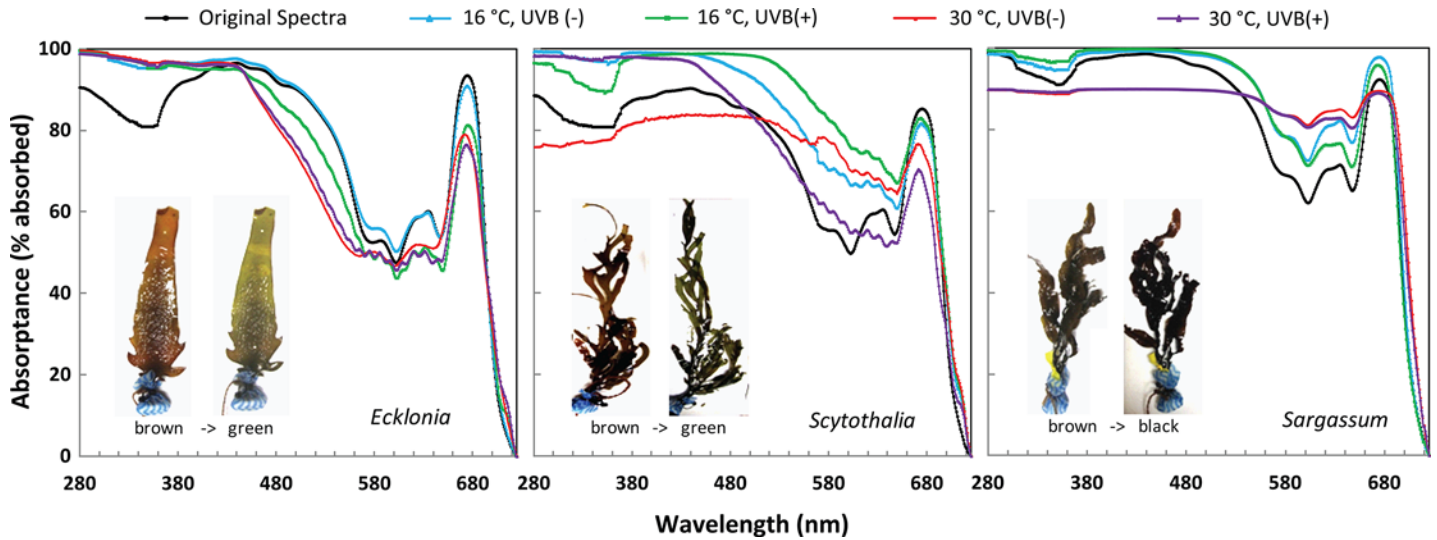 Original Spectra 16 °C, UVB (-) 16 °C, UVB(+) 30 °C, UVB(-) 30 °C, UVB(+)
Absorptance (% absorbed)
100
80
60
40
20
0
brown -> green
Ecklonia
brown -> green
Scytothalia
brown -> black
Sargassum
280 380 480 580 680 280 380 480 580 680 280 380 480 580 680
Wavelength (nm)